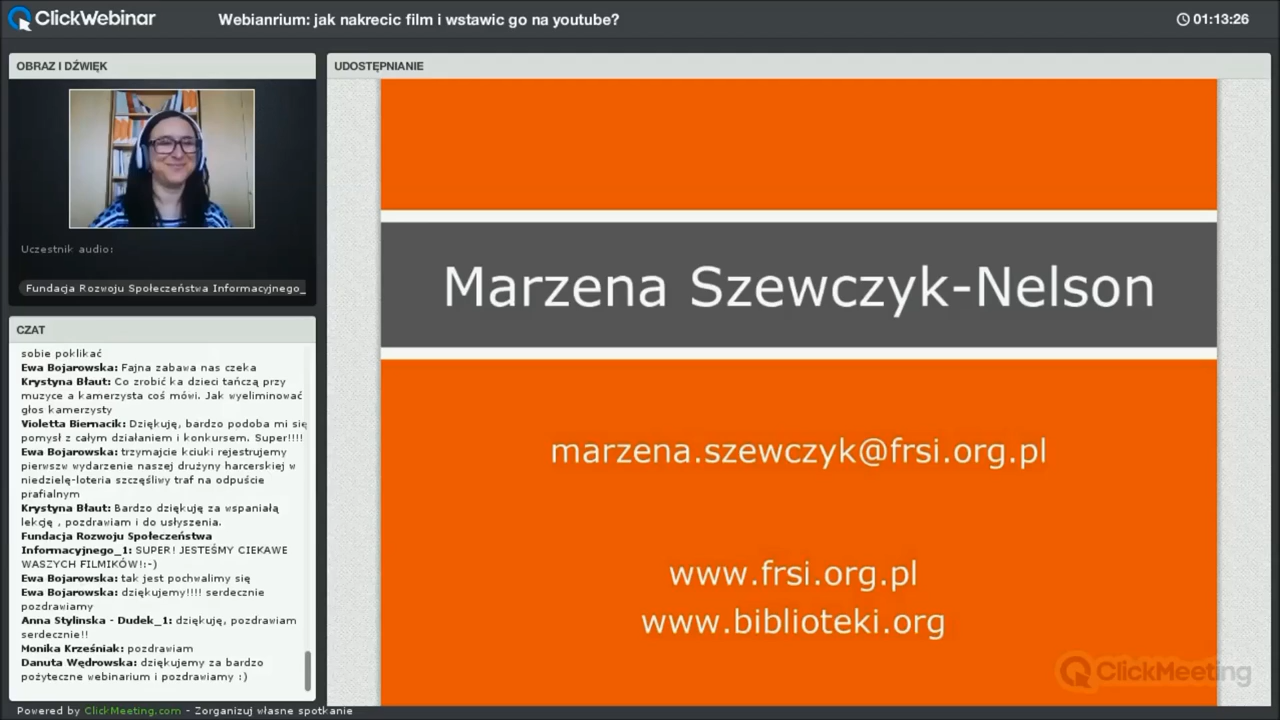 ClickWebinar
Webianrium: jak nakrecic film i wstawic go na youtube?
01:13:26
OBRAZ I DŹWIĘK
Uczestnik audio:
Fundacja Rozwoju Społeczeństwa Informacyjnego_
CZAT
sobie poklikać
Ewa Bojarowska: Fajna zabawa nas czeka
Krystyna Błaut: Co zrobić ka dzieci tańczą przy
muzyce a kamerzysta coś mówi. Jak wyeliminować
głos kamerzysty
Violetta Biernacik: Dziękuję, bardzo podoba mi się
pomysł z całym działaniem i konkursem. Super!!!!
Ewa Bojarowska: trzymajcie kciuki rejestrujemy
pierwszw wydarzenie naszej drużyny harcerskiej w
niedzielę-loteria szczęśliwy traf na odpuście
prafialnym
Krystyna Błaut: Bardzo dziękuję za wspaniałą
lekcję , pozdrawiam i do usłyszenia.
Fundacja Rozwoju Społeczeństwa
Informacyjnego_1: SUPER! JESTEŚMY CIEKAWE
WASZYCH FILMIKÓW!:-)
Ewa Bojarowska: tak jest pochwalimy się
Ewa Bojarowska: dziękujemy!!!! serdecznie
pozdrawiamy
Anna Stylinska - Dudek_1: dziękuję, pozdrawiam
serdecznie!!
Monika Krześniak: pozdrawiam
Danuta Wędrowska: dziękujemy za bardzo
pożyteczne webinarium i pozdrawiamy :)
UDOSTĘPNIANIE
Marzena Szewczyk-Nelson
marzena.szewczyk@frsi.org.pl
www.frsi.org.pl
www.biblioteki.org
ClickMeeting
Powered by ClickMeeting.com - Zorganizuj własne spotkanie